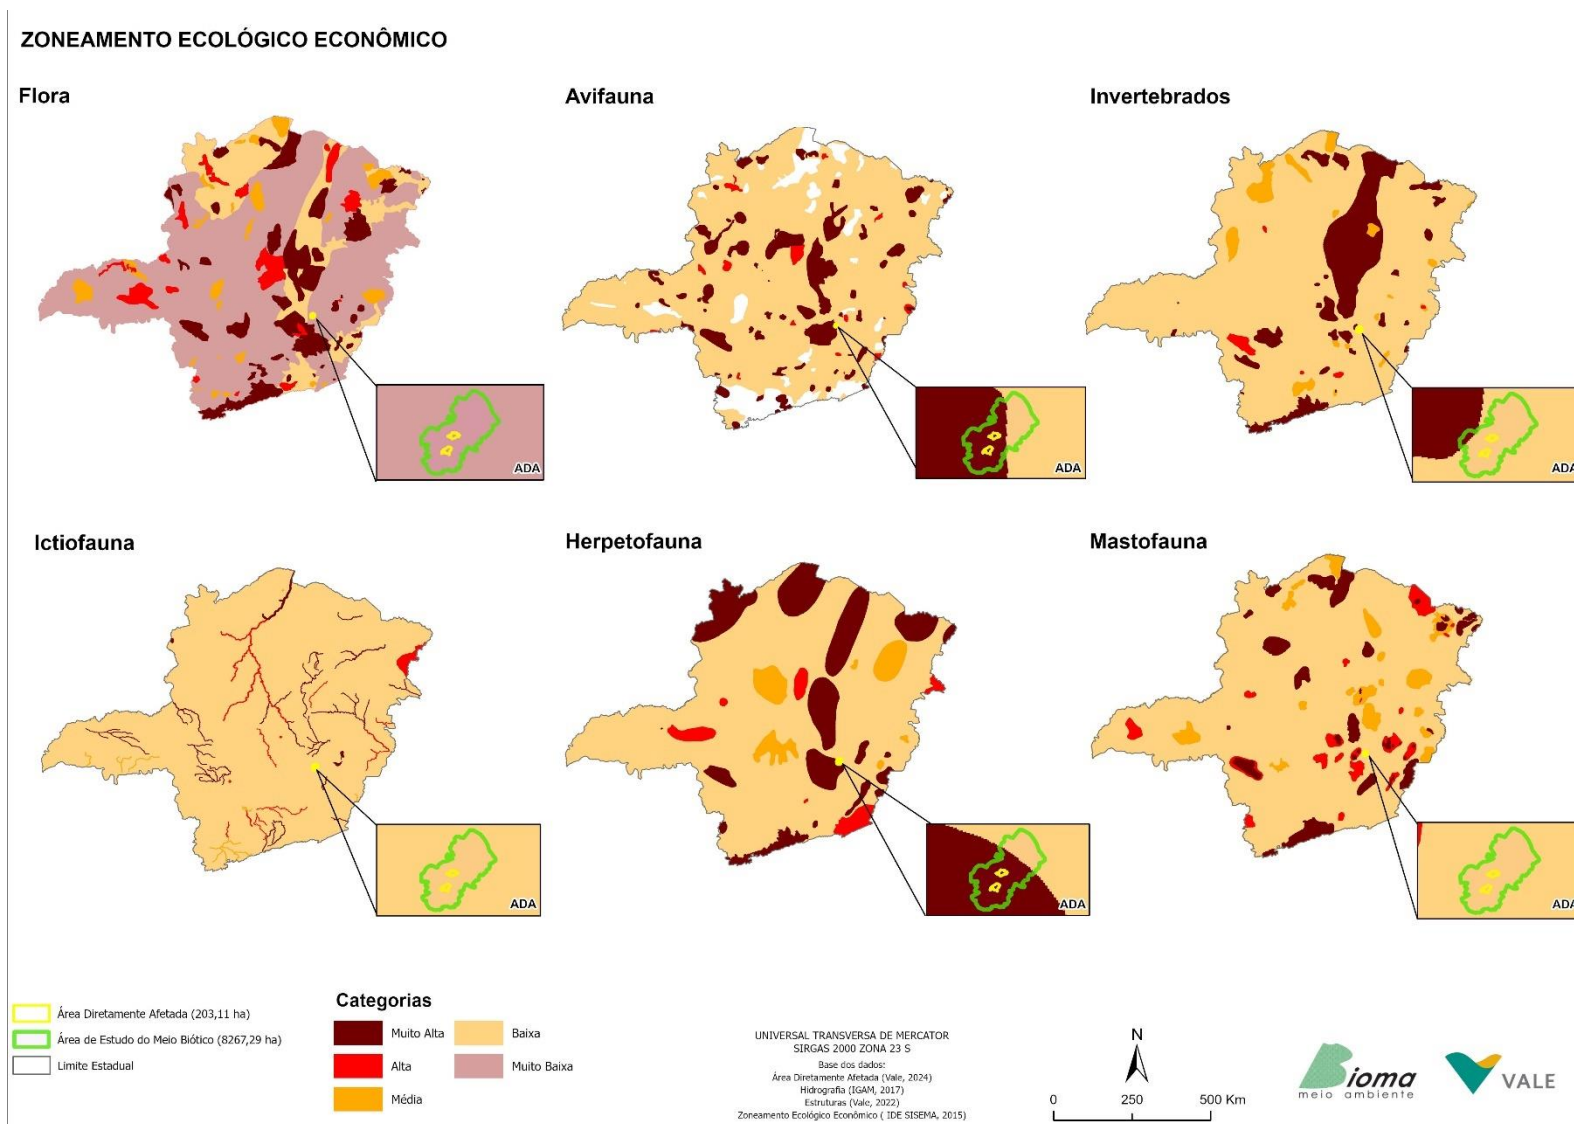 ZONEAMENTO ECOLÓGICO ECONÔMICO
Flora
Avifauna
Invertebrados
ADA
ADA
ADA
Ictiofauna
Herpetofauna
Mastofauna
ADA
ADA
ADA
Área Diretamente Afetada (203,11 ha)
Área de Estudo do Meio Biótico (8267,29 ha)
Limite Estadual
Categorias
Muito Alta
Baixa
Alta
Muito Baixa
Média
UNIVERSAL TRANSVERSA DE MERCATOR
SIRGAS 2000 ZONA 23 S
Base dos dados:
Área Diretamente Afetada (Vale, 2024)
Hidrografia (IGAM, 2017)
Estruturas (Vale, 2022)
Zoneamento Ecológico Econômico ( IDE SISEMA, 2015)
N
0 250 500 Km
Bioma
meio ambiente
VALE